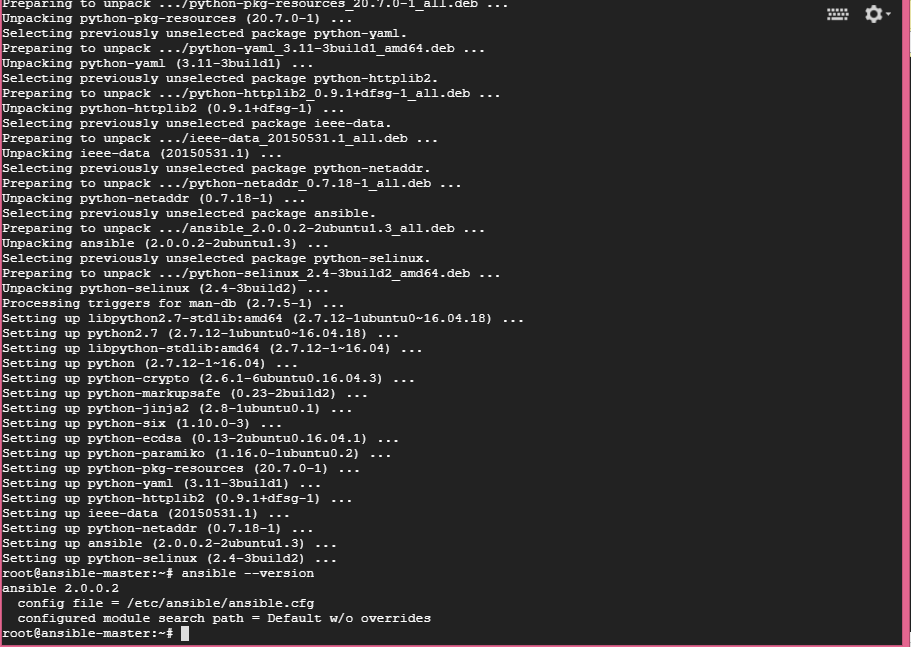 Preparing to unpack .../python-pkg-resources_20.7.0-1_all.deb ...
Unpacking python-pkg-resources (20.7.0-1) ...
Selecting previously unselected package python-yaml.
Preparing to unpack .../python-yaml_3.11-3build1_amd64.deb ...
Unpacking python-yaml (3.11-3build1) ...
Selecting previously unselected package python-httplib2.
Preparing to unpack .../python-httplib2_0.9.1+dfsg-1_all.deb ...
Unpacking python-httplib2 (0.9.1+dfsg-1) ...
Selecting previously unselected package ieee-data.
Preparing to unpack .../ieee-data_20150531.1_all.deb ...
Unpacking ieee-data (20150531.1) ...
Selecting previously unselected package python-netaddr.
Preparing to unpack .../python-netaddr_0.7.18-1_all.deb ...
Unpacking python-netaddr (0.7.18-1) ...
Selecting previously unselected package ansible.
Preparing to unpack .../ansible_2.0.0.2-2ubuntu1.3_all.deb ...
Unpacking ansible (2.0.0.2-2ubuntu1.3) ...
Selecting previously unselected package python-selinux.
Preparing to unpack .../python-selinux_2.4-3build2_amd64.deb ...
Unpacking python-selinux (2.4-3build2) ...
Processing triggers for man-db (2.7.5-1) ...
Setting up libpython2.7-stdlib:amd64 (2.7.12-1ubuntu0~16.04.18) ...
Setting up python2.7 (2.7.12-1ubuntu0~16.04.18) ...
Setting up libpython-stdlib:amd64 (2.7.12-1~16.04) ...
Setting up python (2.7.12-1~16.04) ...
Setting up python-crypto (2.6.1-6ubuntu0.16.04.3) ...
Setting up python-markupsafe (0.23-2build2) ...
Setting up python-jinja2 (2.8-1ubuntu0.1) ...
Setting up python-six (1.10.0-3) ...
Setting up python-ecdsa (0.13-2ubuntu0.16.04.1) ...
Setting up python-paramiko (1.16.0-1ubuntu0.2) ...
Setting up python-pkg-resources (20.7.0-1) ...
Setting up python-yaml (3.11-3build1) ...
Setting up python-httplib2 (0.9.1+dfsg-1) ...
Setting up ieee-data (20150531.1) ...
Setting up python-netaddr (0.7.18-1) ...
Setting up ansible (2.0.0.2-2ubuntu1.3) ...
Setting up python-selinux (2.4-3build2) ...
root@ansible-master:~# ansible --version
ansible 2.0.0.2
  config file = /etc/ansible/ansible.cfg
  configured module search path = Default w/o overrides
root@ansible-master:~#